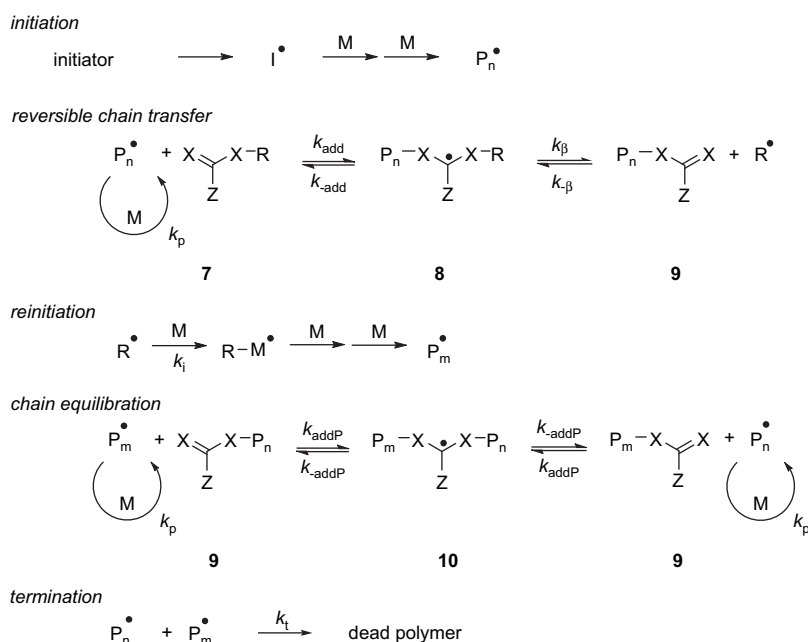 initiation
initiator I• M M Pn•
reversible chain transfer
Pn• + X X–R kadd k-add Pn–X • X–R kβ k-β Pn–X X + R•
Z Z Z
M
kp
7 8 9
reinitiation
R• M ki R–M• M M Pm•
chain equilibration
Pm• + X X–Pn kaddP k-addP Pm–X • X–Pn k-addP kaddP Pm–X X + Pn•
Z Z Z
M M
kp kp
9 10 9
termination
Pn• + Pm• kt dead polymer